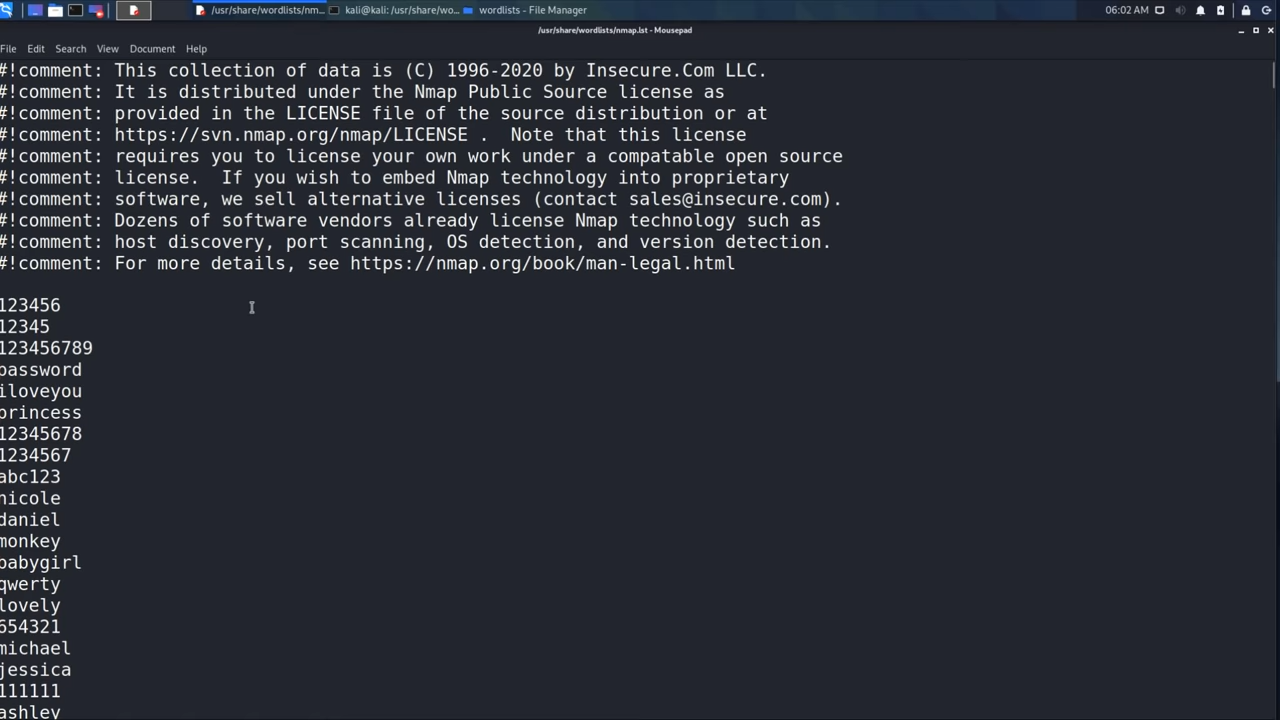 /usr/share/wordlists/nm... kali@kali: /usr/share/wo... wordlists - File Manager 06:02 AM
/usr/share/wordlists/nmap.lst - Mousepad
File Edit Search View Document Help
#!comment: This collection of data is (C) 1996-2020 by Insecure.Com LLC.
#!comment: It is distributed under the Nmap Public Source license as
#!comment: provided in the LICENSE file of the source distribution or at
#!comment: https://svn.nmap.org/nmap/LICENSE .  Note that this license
#!comment: requires you to license your own work under a compatable open source
#!comment: license.  If you wish to embed Nmap technology into proprietary
#!comment: software, we sell alternative licenses (contact sales@insecure.com).
#!comment: Dozens of software vendors already license Nmap technology such as
#!comment: host discovery, port scanning, OS detection, and version detection.
#!comment: For more details, see https://nmap.org/book/man-legal.html
123456
12345
123456789
password
iloveyou
princess
12345678
1234567
abc123
nicole
daniel
monkey
babygirl
qwerty
lovely
654321
michael
jessica
111111
ashley